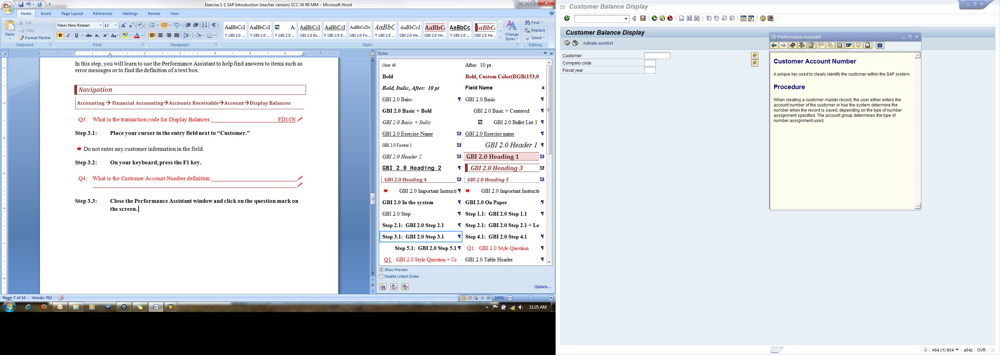 Exercise 1-1 SAP Introduction (teacher version) SCC V0 R0 MM - Microsoft Word
Home Insert Page Layout References Mailings Review View
Paste
Cut
Copy
Format Painter
Clipboard
Times New Roman 12
Font
Paragraph
AaBbCcI AaBbCcI AaBbCcI AaBbCcI AaBbCcDd AaBbC AaBbCcL AaBbCc AaBbCc
¶ GBI 2.0 ... ¶ GBI 2.0 ... ¶ GBI 2.0 ... ¶ GBI 2.0 Ex... ¶ GBI 2.0 E... ¶ GBI 2.0 Fo... ¶ GBI 2.0 ... ¶ GBI 2.0 He... ¶ GBI 2.0 He... ¶ GBI 2.0 ... ¶ GBI 2.0 He...
Change Styles
Styles
Find
Replace
Select
Editing
In this step, you will learn to use the Performance Assistant to help find answers to items such as
error messages or to find the definition of a text box.
Navigation
Accounting → Financial Accounting→Accounts Receivable→Account→Display Balances
Q3: What is the transaction code for Display Balances: FD10N
Step 3.1: Place your cursor in the entry field next to “Customer.”
Do not enter any customer information in the field.
Step 3.2: On your keyboard, press the F1 key.
Q4: What is the Customer Account Number definition:
Step 3.3: Close the Performance Assistant window and click on the question mark on
the screen.
Styles
Clear All After: 10 pt
Bold Bold, Custom Color(RGB(153,0
Bold, Italic, After: 10 pt Field Name a
GBI 2.0 Baisc ¶ GBI 2.0 Basic ¶
GBI 2.0 Basic + Bold GBI 2.0 Basic + Centered ¶
GBI 2.0 Basic + Italic GBI 2.0 Bullet List 1 ¶
GBI 2.0 Exercise Name ¶a GBI 2.0 Exercise name ¶
GBI 2.0 Footer 1 ¶a GBI 2.0 Header 1 ¶
GBI 2.0 Header 2 ¶a GBI 2.0 Heading 1 ¶a
GBI 2.0 Heading 2 ¶ GBI 2.0 Heading 3 ¶a
GBI 2.0 Heading 4 ¶a GBI 2.0 Heading 5 ¶a
GBI 2.0 Important Instructi ¶ GBI 2.0 Important Instructi
GBI 2.0 In the system ¶ GBI 2.0 On Paper ¶
GBI 2.0 Step ¶ Step 1.1: GBI 2.0 Step 1.1 ¶
Step 2.1: GBI 2.0 Step 2.1 ¶ Step 2.1: GBI 2.0 Step 2.1 + Le
Step 3.1: GBI 2.0 Step 3.1 ¶ Step 4.1: GBI 2.0 Step 4.1 ¶
Step 5.1: GBI 2.0 Step 5.1 ¶ Q1: GBI 2.0 Style Question ¶
Q1: GBI 2.0 Style Question + Ur GBI 2.0 Table Header ¶
Show Preview
Disable Linked Styles
Options...
Page: 7 of 10 Words: 762 105%
11:25 AM
Customer Balance Display
Customer Balance Display
Activate worklist
Customer
Company code
Fiscal year
Performance Assistant
Customer Account Number
A unique key used to clearly identify the customer within the SAP system.
Procedure
When creating a customer master record, the user either enters the
account number of the customer or has the system determine the
number when the record is saved, depending on the type of number
assignment specified. The account group determines the type of
number assignment used.
SAP
A64 (1) 904 a64z OVR